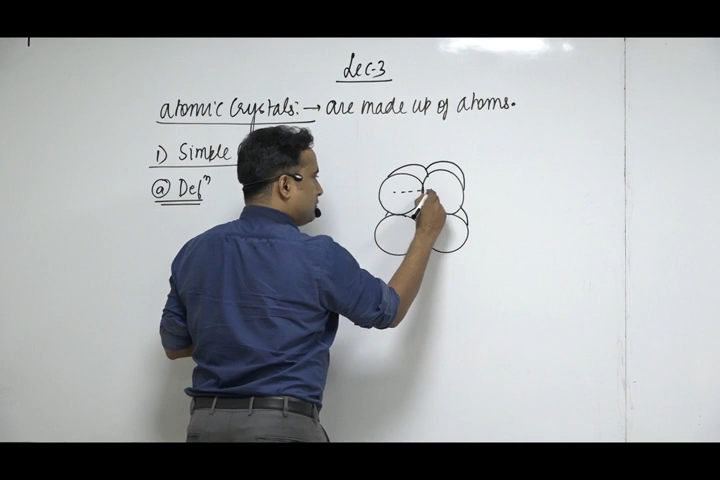 Lec-3
Atomic Crystals:→ are made up of atoms.
1) Simple
ⓐ Defⁿ